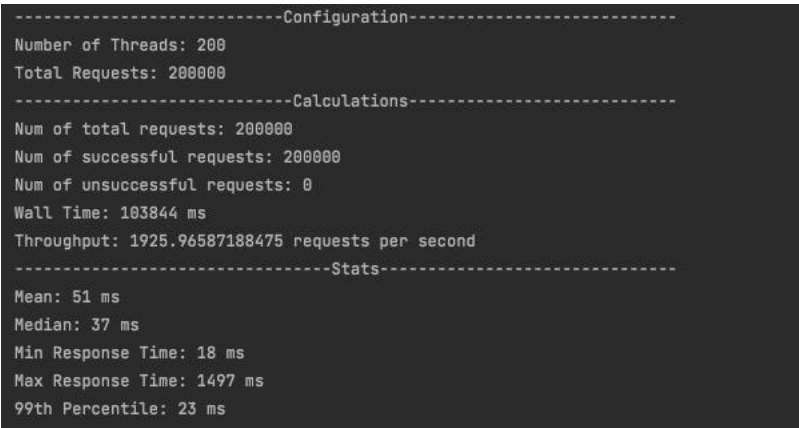 ----------------------------Configuration----------------------------
Number of Threads: 200
Total Requests: 200000
-----------------------------Calculations----------------------------
Num of total requests: 200000
Num of successful requests: 200000
Num of unsuccessful requests: 0
Wall Time: 103844 ms
Throughput: 1925.96587188475 requests per second
---------------------------------Stats-------------------------------
Mean: 51 ms
Median: 37 ms
Min Response Time: 18 ms
Max Response Time: 1497 ms
99th Percentile: 23 ms